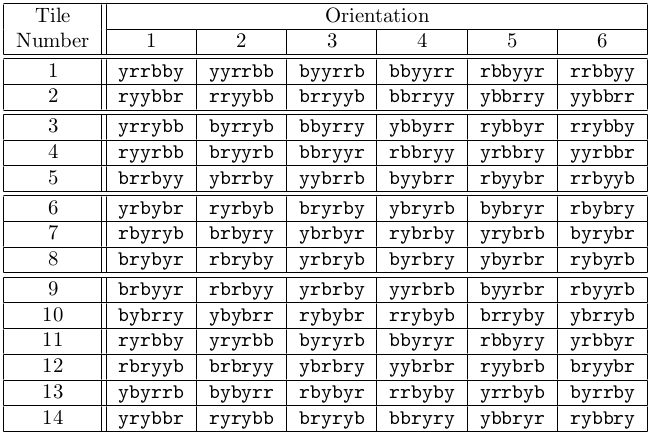 Tile Orientation
Number 1 2 3 4 5 6
1 yrrbby yyrrbb byyrrb bbyyrr rbbyyr rrbbyy
2 ryybbr rryybb brryyb bbrryy ybbrry yybbrr
3 yrrybb byrryb bbyrry ybbyrr rybbyr rrybby
4 ryyrbb bryyrb bbryyr rbbryy yrbbry yyrbbr
5 brrbyy ybrrby yybrrb byybrr rbyybr rrbyyb
6 yrbybr ryrbyb bryrby ybryrb bybryr rbybry
7 rbyryb brbyry ybrbyr rybrby yrybrb byrybr
8 brybyr rbryby yrbryb byrbry ybyrbr rybyrb
9 brbyyr rbrbyy yrbrby yyrbrb byyrbr rbyyrb
10 bybrry ybybrr rybybr rrybyb brryby ybrryb
11 ryrbby yryrbb byryrb bbyryr rbbyry yrbbyr
12 rbryyb brbryy ybrbry yybrbr ryybrb bryybr
13 ybyrrb bybyrr rbybyr rrbyby yrrbyb byrrby
14 yrybbr ryrybb bryryb bbryry ybbryr rybbry